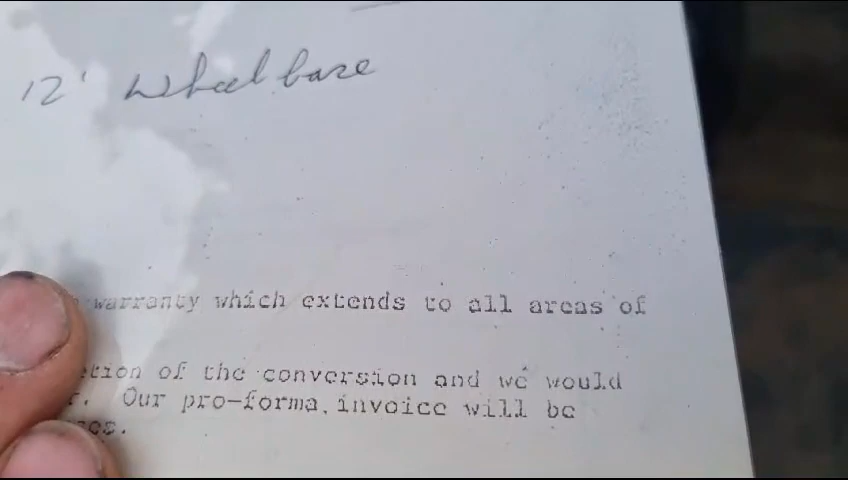 12' Wheelbase
warranty which extends to all areas of
of the conversion and we would
Our pro-forma invoice will be